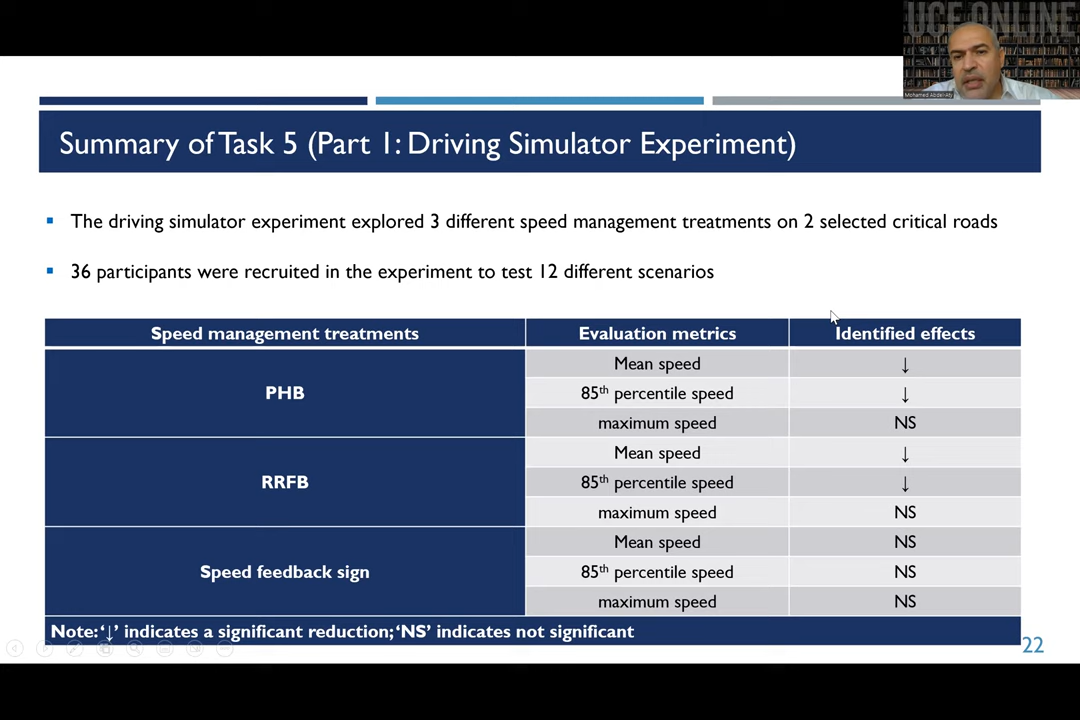 UCF ONLINE
Mohamed Abdel-Aty
Summary of Task 5 (Part 1: Driving Simulator Experiment)
The driving simulator experiment explored 3 different speed management treatments on 2 selected critical roads
36 participants were recruited in the experiment to test 12 different scenarios
Speed management treatments Evaluation metrics Identified effects
PHB
Mean speed ↓
85th percentile speed ↓
maximum speed NS
RRFB
Mean speed ↓
85th percentile speed ↓
maximum speed NS
Speed feedback sign
Mean speed NS
85th percentile speed NS
maximum speed NS
Note: ‘↓’ indicates a significant reduction; ‘NS’ indicates not significant
22